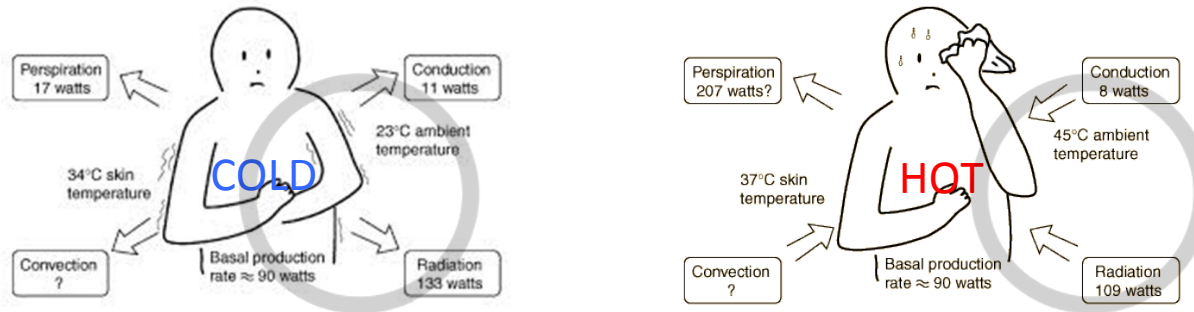 Perspiration
17 watts
Conduction
11 watts
23°C ambient
temperature
COLD
34°C skin
temperature
Convection
?
Basal production
rate ≈ 90 watts
Radiation
133 watts
Perspiration
207 watts?
Conduction
8 watts
45°C ambient
temperature
HOT
37°C skin
temperature
Convection
?
Basal production
rate ≈ 90 watts
Radiation
109 watts